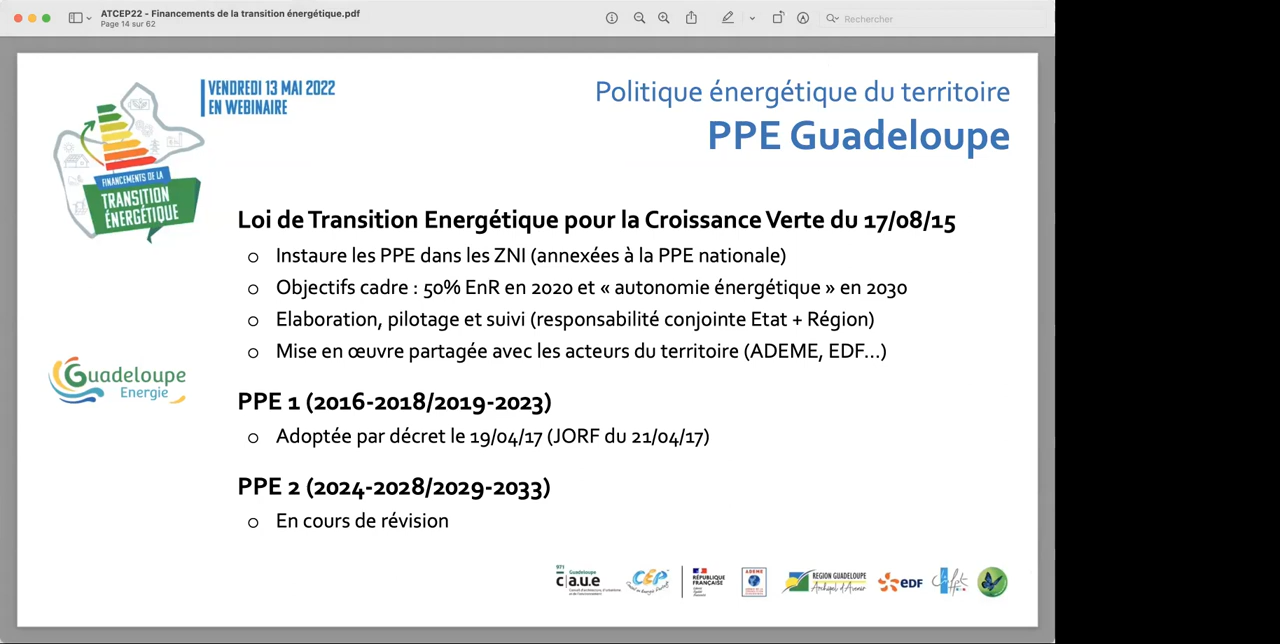 ATCEP22 - Financements de la transition énergétique.pdf
Page 14 sur 62
Rechercher
VENDREDI 13 MAI 2022
EN WEBINAIRE
Politique énergétique du territoire
PPE Guadeloupe
FINANCEMENTS DE LA
TRANSITION
ÉNERGÉTIQUE
Loi de Transition Energétique pour la Croissance Verte du 17/08/15
o Instaure les PPE dans les ZNI (annexées à la PPE nationale)
o Objectifs cadre : 50% EnR en 2020 et « autonomie énergétique » en 2030
o Elaboration, pilotage et suivi (responsabilité conjointe Etat + Région)
o Mise en œuvre partagée avec les acteurs du territoire (ADEME, EDF...)
Guadeloupe
Energie
PPE 1 (2016-2018/2019-2023)
o Adoptée par décret le 19/04/17 (JORF du 21/04/17)
PPE 2 (2024-2028/2029-2033)
o En cours de révision
Guadeloupe
c|a.u.e
CEP
RÉPUBLIQUE
FRANÇAISE
ADEME
REGION GUADELOUPE
Archipel d'Avenir
EDF